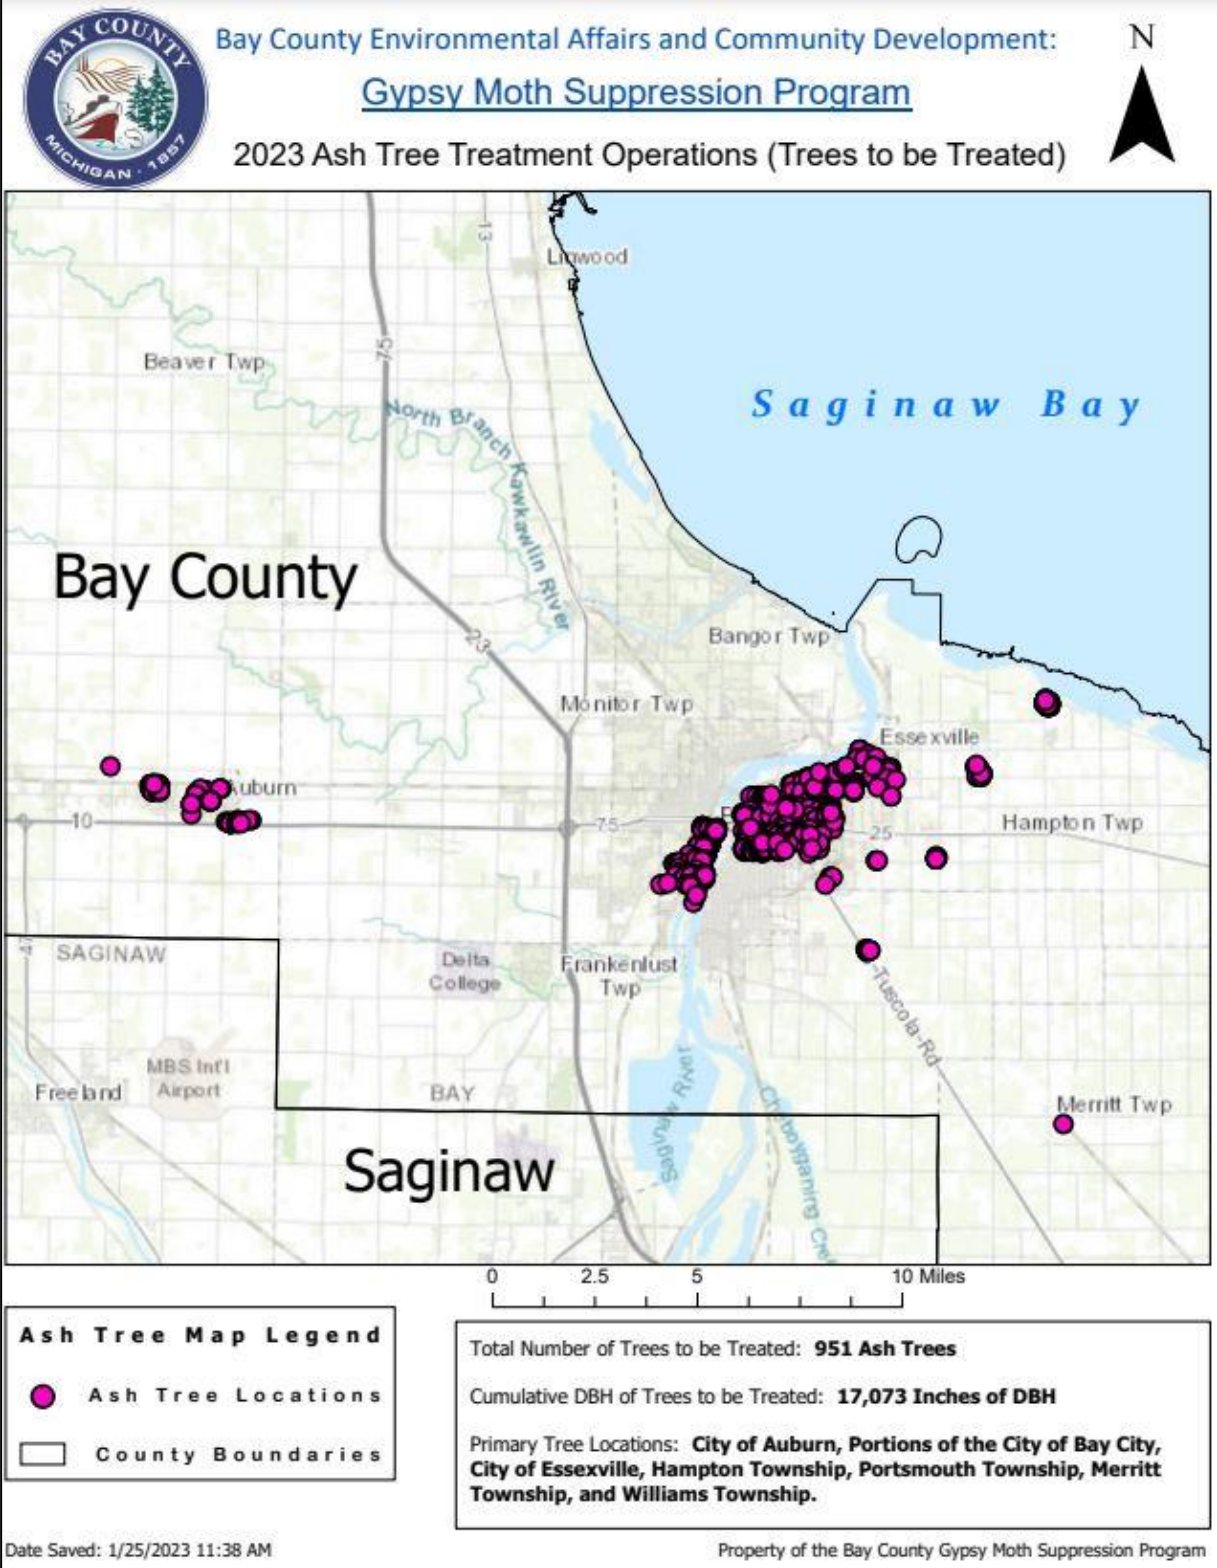 BAY COUNTY
MICHIGAN · 1857
Bay County Environmental Affairs and Community Development:
Gypsy Moth Suppression Program
2023 Ash Tree Treatment Operations (Trees to be Treated)
N
13
Linwood
75
Beaver Twp
North Branch Kawkawlin River
Saginaw Bay
Bay County
23
Bangor Twp
Monitor Twp
Essexville
Auburn
10
75
25
Hampton Twp
47
SAGINAW
Delta
College
Frankenlust
Twp
Tuscola-Rd
MBS Int'l
Airport
Freeland
BAY
Saginaw River
Cheboyganing Cre
Merritt Twp
Saginaw
0 2.5 5 10 Miles
Ash Tree Map Legend
Ash Tree Locations
County Boundaries
Total Number of Trees to be Treated: 951 Ash Trees
Cumulative DBH of Trees to be Treated: 17,073 Inches of DBH
Primary Tree Locations: City of Auburn, Portions of the City of Bay City,
City of Essexville, Hampton Township, Portsmouth Township, Merritt
Township, and Williams Township.
Date Saved: 1/25/2023 11:38 AM
Property of the Bay County Gypsy Moth Suppression Program